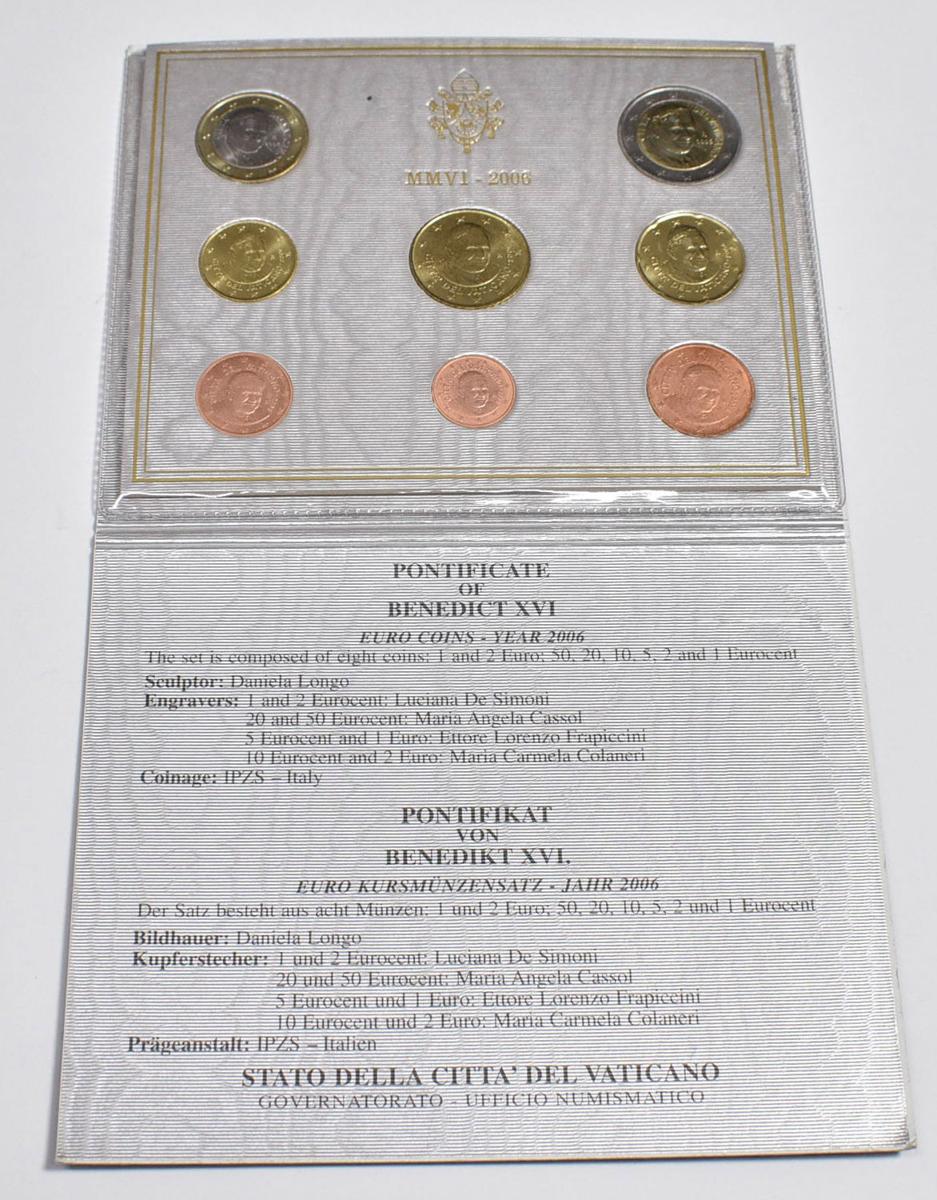 MMVI - 2006
PONTIFICATE
OF
BENEDICT XVI
EURO COINS - YEAR 2006
The set is composed of eight coins: 1 and 2 Euro; 50, 20, 10, 5, 2 and 1 Eurocent
Sculptor: Daniela Longo
Engravers: 1 and 2 Eurocent: Luciana De Simoni
20 and 50 Eurocent: Maria Angela Cassol
5 Eurocent and 1 Euro: Ettore Lorenzo Frapiccini
10 Eurocent and 2 Euro: Maria Carmela Colaneri
Coinage: IPZS – Italy
PONTIFIKAT
VON
BENEDIKT XVI.
EURO KURSMÜNZENSATZ - JAHR 2006
Der Satz besteht aus acht Münzen: 1 und 2 Euro; 50, 20, 10, 5, 2 und 1 Eurocent
Bildhauer: Daniela Longo
Kupferstecher: 1 und 2 Eurocent: Luciana De Simoni
20 und 50 Eurocent: Maria Angela Cassol
5 Eurocent und 1 Euro: Ettore Lorenzo Frapiccini
10 Eurocent und 2 Euro: Maria Carmela Colaneri
Prägeanstalt: IPZS – Italien
STATO DELLA CITTA' DEL VATICANO
GOVERNATORATO - UFFICIO NUMISMATICO